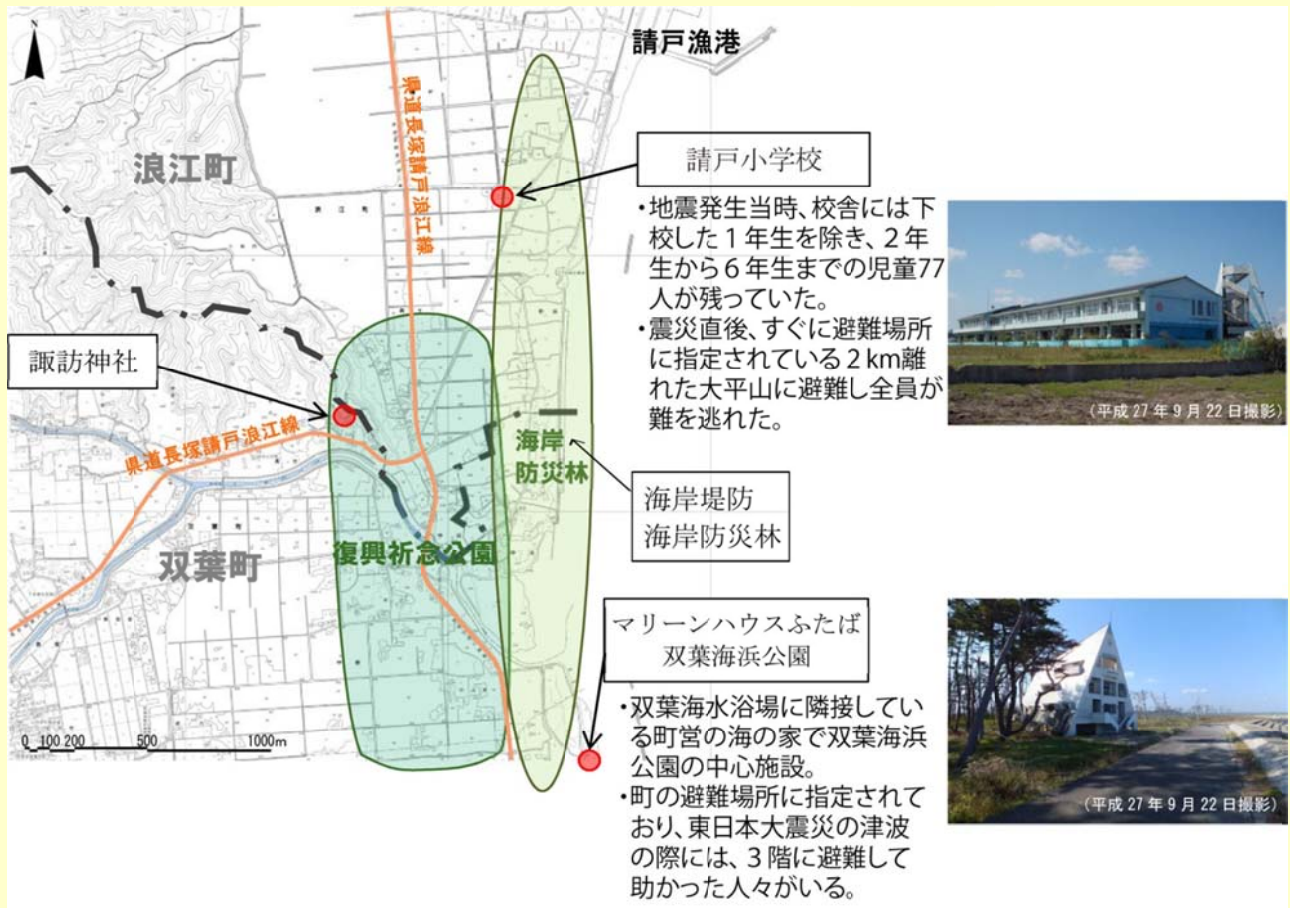 N
請戸漁港
県道長塚請戸浪江線
浪江町
請戸小学校
・地震発生当時、校舎には下
校した１年生を除き、２年
生から６年生までの児童77
人が残っていた。
・震災直後、すぐに避難場所
に指定されている２km離
れた大平山に避難し全員が
難を逃れた。
(平成 27 年 9 月 22 日撮影)
諏訪神社
県道長塚請戸浪江線
海岸
防災林
海岸堤防
海岸防災林
復興祈念公園
双葉町
マリーンハウスふたば
双葉海浜公園
・双葉海水浴場に隣接してい
る町営の海の家で双葉海浜
公園の中心施設。
・町の避難場所に指定されて
おり、東日本大震災の津波
の際には、３階に避難して
助かった人々がいる。
(平成 27 年 9 月 22 日撮影)
0 100 200 500 1000m